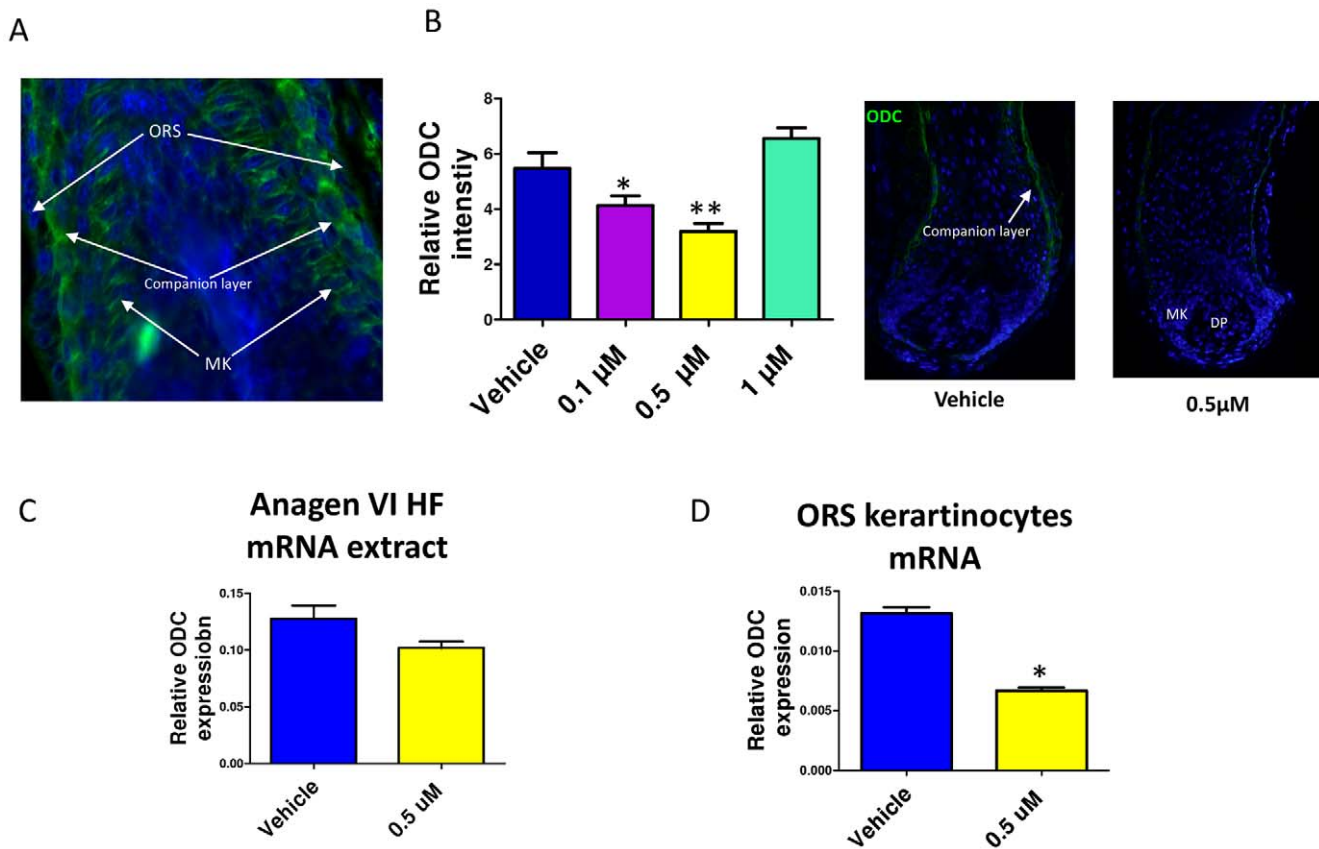 A
ORS
Companion layer
MK
B
Relative ODC
intenstiy
8
6
4
2
0
*
**
Vehicle
0.1 µM
0.5 µM
1 µM
ODC
Companion layer
Vehicle
MK
DP
0.5µM
C
Anagen VI HF
mRNA extract
Relative ODC
expressiobn
0.15
0.10
0.05
0.00
Vehicle
0.5 uM
D
ORS kerartinocytes
mRNA
Relative ODC
expression
0.015
0.010
0.005
0.000
*
Vehicle
0.5 uM